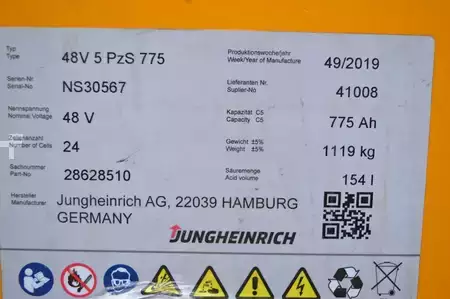 Typ
Type
48V 5 PzS 775
Produktionswoche/jahr
Week/Year of Manufacture
49/2019
Serien-Nr
Serial-No
NS30567
Lieferanten Nr.
Suplier-No
41008
Nennspannung
Nominal Voltage
48 V
Kapazität C5
Capacity C5
775 Ah
Zellenanzahl
Number of Cells
24
Gewicht ±5%
Weight ±5%
1119 kg
Sachnummer
Part-No
28628510
Säuremenge
Acid volume
154 l
Hersteller
Manufacturer
Jungheinrich AG, 22039 HAMBURG
GERMANY
JUNGHEINRICH